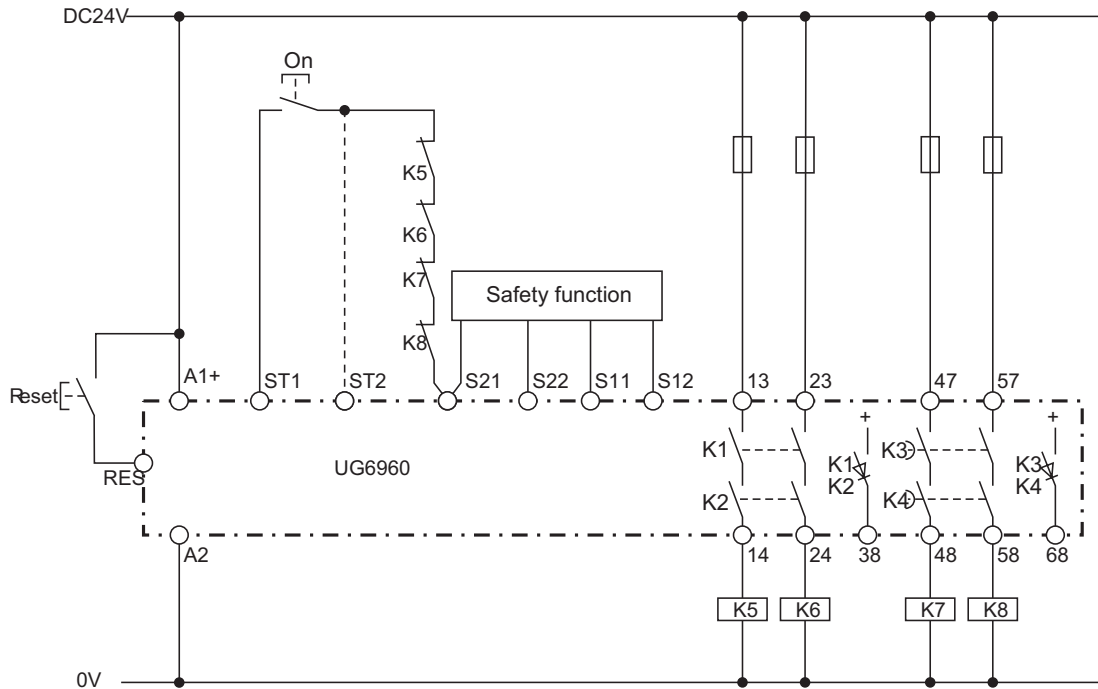 DC24V
On
K5
K6
K7
K8
Safety function
A1+
ST1
ST2
S21
S22
S11
S12
13
23
47
57
Reset
RES
UG6960
K1
K2
+
K1
K2
K3
K4
+
K3
K4
A2
14
24
38
48
58
68
K5
K6
K7
K8
0V